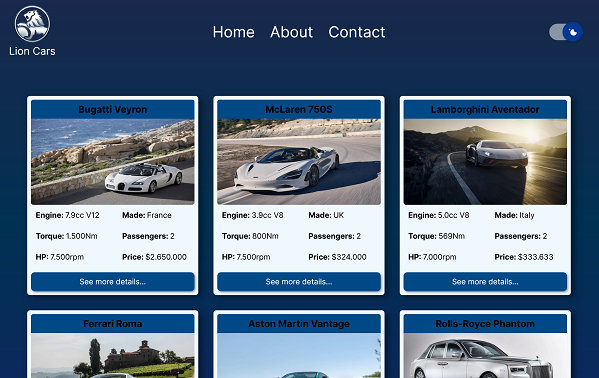 Home About Contact
Lion Cars
Bugatti Veyron
McLaren 750S
Lamborghini Aventador
Engine: 7.9cc V12 Made: France
Engine: 3.9cc V8 Made: UK
Engine: 5.0cc V8 Made: Italy
Torque: 1.500Nm Passengers: 2
Torque: 800Nm Passengers: 2
Torque: 569Nm Passengers: 2
HP: 7.500rpm Price: $2.650.000
HP: 7.500rpm Price: $324.000
HP: 7.000rpm Price: $333.633
See more details...
See more details...
See more details...
Ferrari Roma
Aston Martin Vantage
Rolls-Royce Phantom